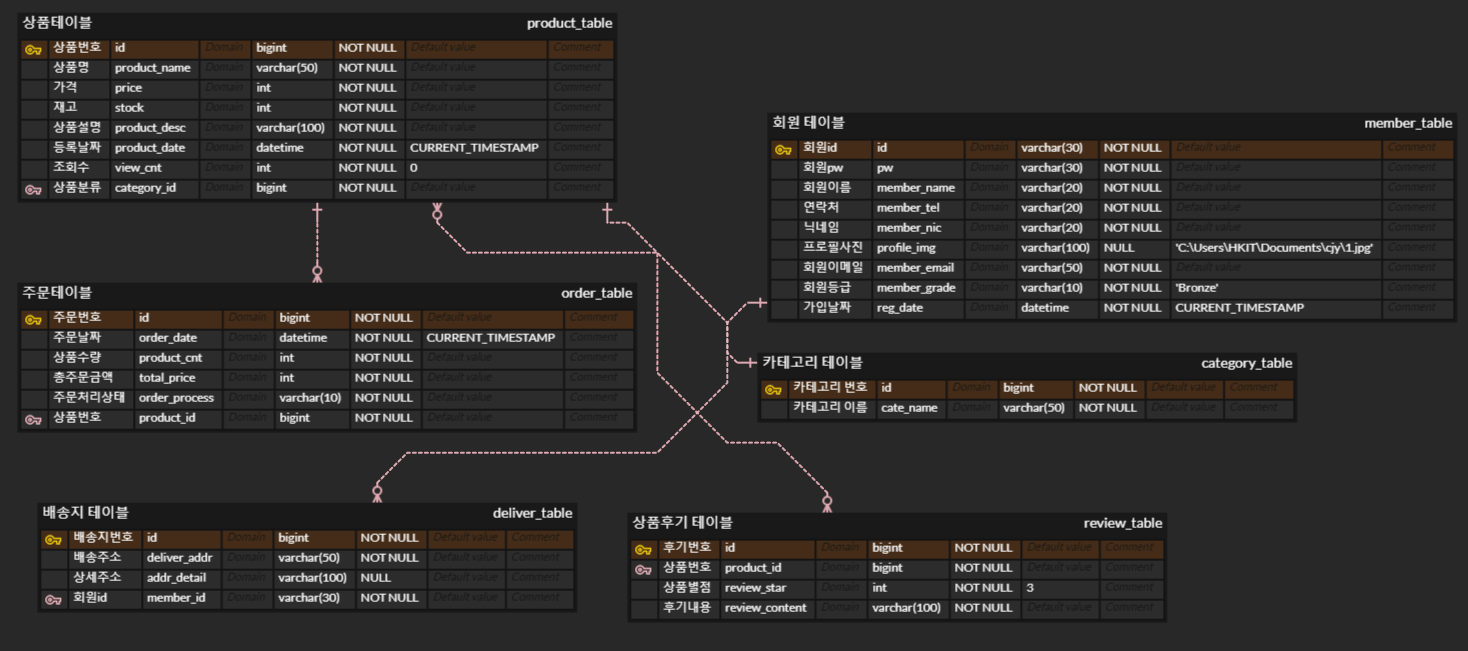 상품테이블 product_table
상품번호 id Domain bigint NOT NULL Default value Comment
상품명 product_name Domain varchar(50) NOT NULL Default value Comment
가격 price Domain int NOT NULL Default value Comment
재고 stock Domain int NOT NULL Default value Comment
상품설명 product_desc Domain varchar(100) NOT NULL Default value Comment
등록날짜 product_date Domain datetime NOT NULL CURRENT_TIMESTAMP Comment
조회수 view_cnt Domain int NOT NULL 0 Comment
상품분류 category_id Domain bigint NOT NULL Default value Comment
회원 테이블 member_table
회원id id Domain varchar(30) NOT NULL Default value Comment
회원pw pw Domain varchar(30) NOT NULL Default value Comment
회원이름 member_name Domain varchar(20) NOT NULL Default value Comment
연락처 member_tel Domain varchar(20) NOT NULL Default value Comment
닉네임 member_nic Domain varchar(20) NOT NULL Default value Comment
프로필사진 profile_img Domain varchar(100) NULL 'C:\Users\HKIT\Documents\cjy\1.jpg' Comment
회원이메일 member_email Domain varchar(50) NOT NULL Default value Comment
회원등급 member_grade Domain varchar(10) NOT NULL 'Bronze' Comment
가입날짜 reg_date Domain datetime NOT NULL CURRENT_TIMESTAMP Comment
주문테이블 order_table
주문번호 id Domain bigint NOT NULL Default value Comment
주문날짜 order_date Domain datetime NOT NULL CURRENT_TIMESTAMP Comment
상품수량 product_cnt Domain int NOT NULL Default value Comment
총주문금액 total_price Domain int NOT NULL Default value Comment
주문처리상태 order_process Domain varchar(10) NOT NULL Default value Comment
상품번호 product_id Domain bigint NOT NULL Default value Comment
카테고리 테이블 category_table
카테고리 번호 id Domain bigint NOT NULL Default value Comment
카테고리 이름 cate_name Domain varchar(50) NOT NULL Default value Comment
배송지 테이블 deliver_table
배송지번호 id Domain bigint NOT NULL Default value Comment
배송주소 deliver_addr Domain varchar(50) NOT NULL Default value Comment
상세주소 addr_detail Domain varchar(100) NULL Default value Comment
회원id member_id Domain varchar(30) NOT NULL Default value Comment
상품후기 테이블 review_table
후기번호 id Domain bigint NOT NULL Default value Comment
상품번호 product_id Domain bigint NOT NULL Default value Comment
상품별점 review_star Domain int NOT NULL 3 Comment
후기내용 review_content Domain varchar(100) NOT NULL Default value Comment